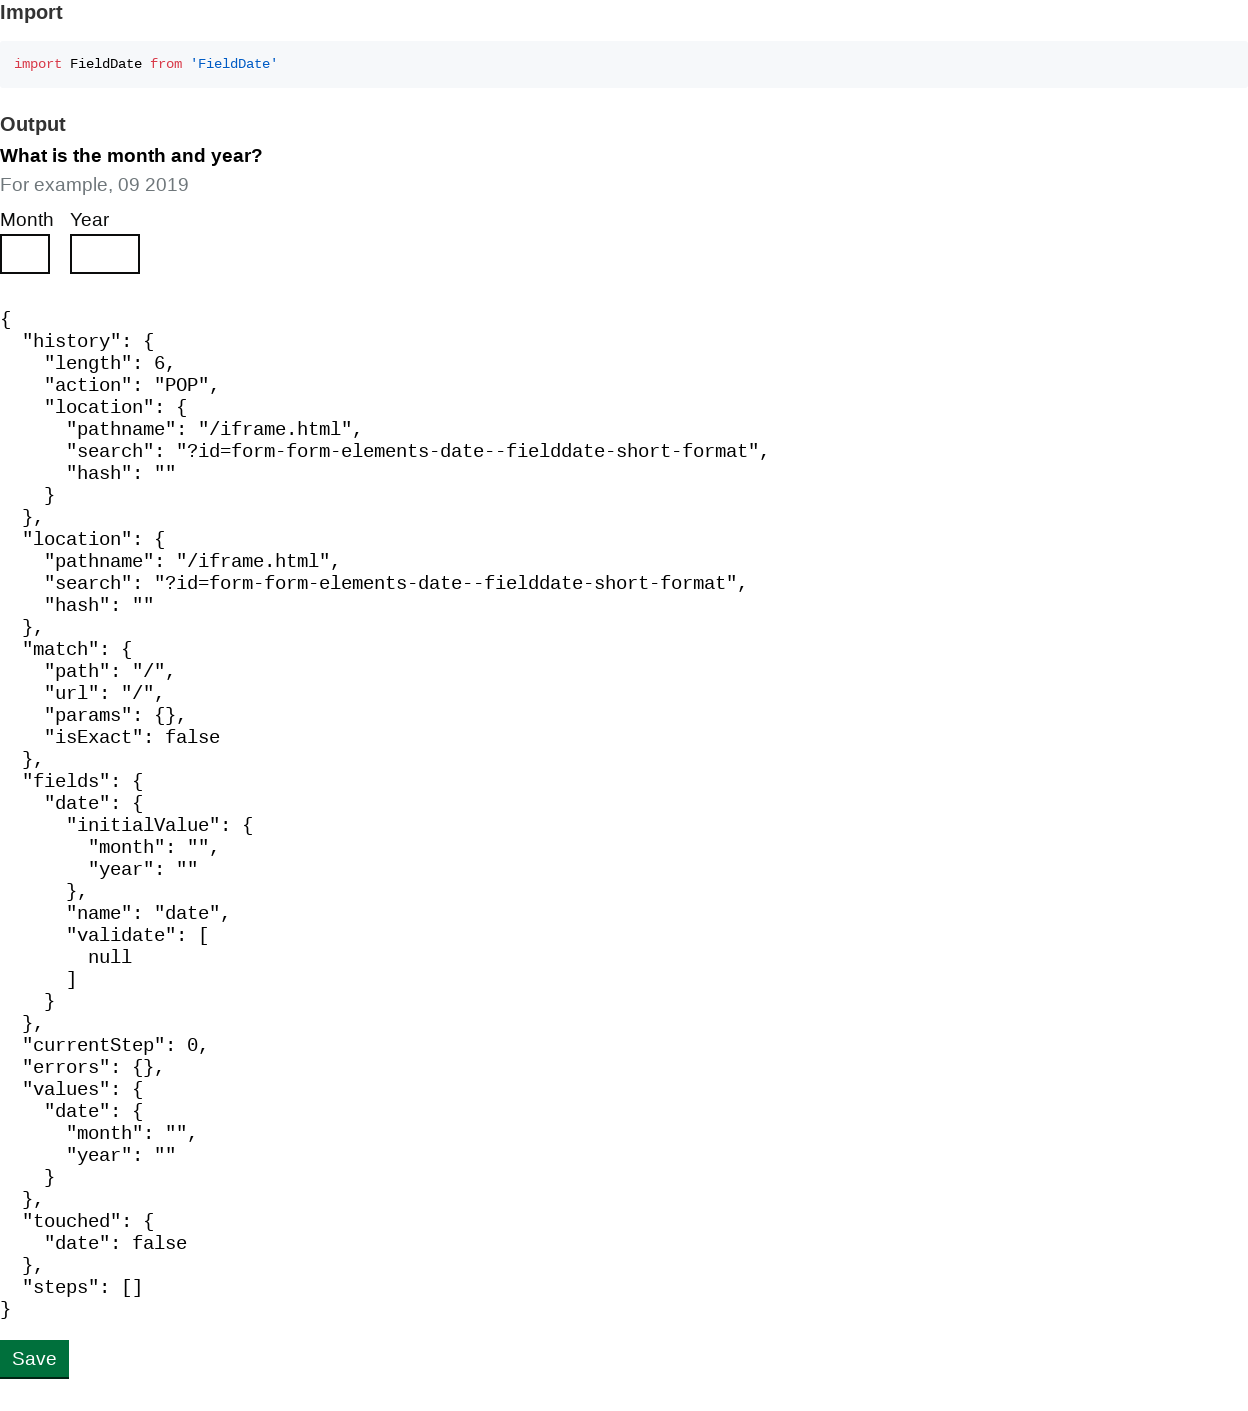 Import
import FieldDate from 'FieldDate'
Output
What is the month and year?
For example, 09 2019
Month Year
{
  "history": {
    "length": 6,
    "action": "POP",
    "location": {
      "pathname": "/iframe.html",
      "search": "?id=form-form-elements-date--fielddate-short-format",
      "hash": ""
    }
  },
  "location": {
    "pathname": "/iframe.html",
    "search": "?id=form-form-elements-date--fielddate-short-format",
    "hash": ""
  },
  "match": {
    "path": "/",
    "url": "/",
    "params": {},
    "isExact": false
  },
  "fields": {
    "date": {
      "initialValue": {
        "month": "",
        "year": ""
      },
      "name": "date",
      "validate": [
        null
      ]
    }
  },
  "currentStep": 0,
  "errors": {},
  "values": {
    "date": {
      "month": "",
      "year": ""
    }
  },
  "touched": {
    "date": false
  },
  "steps": []
}
Save